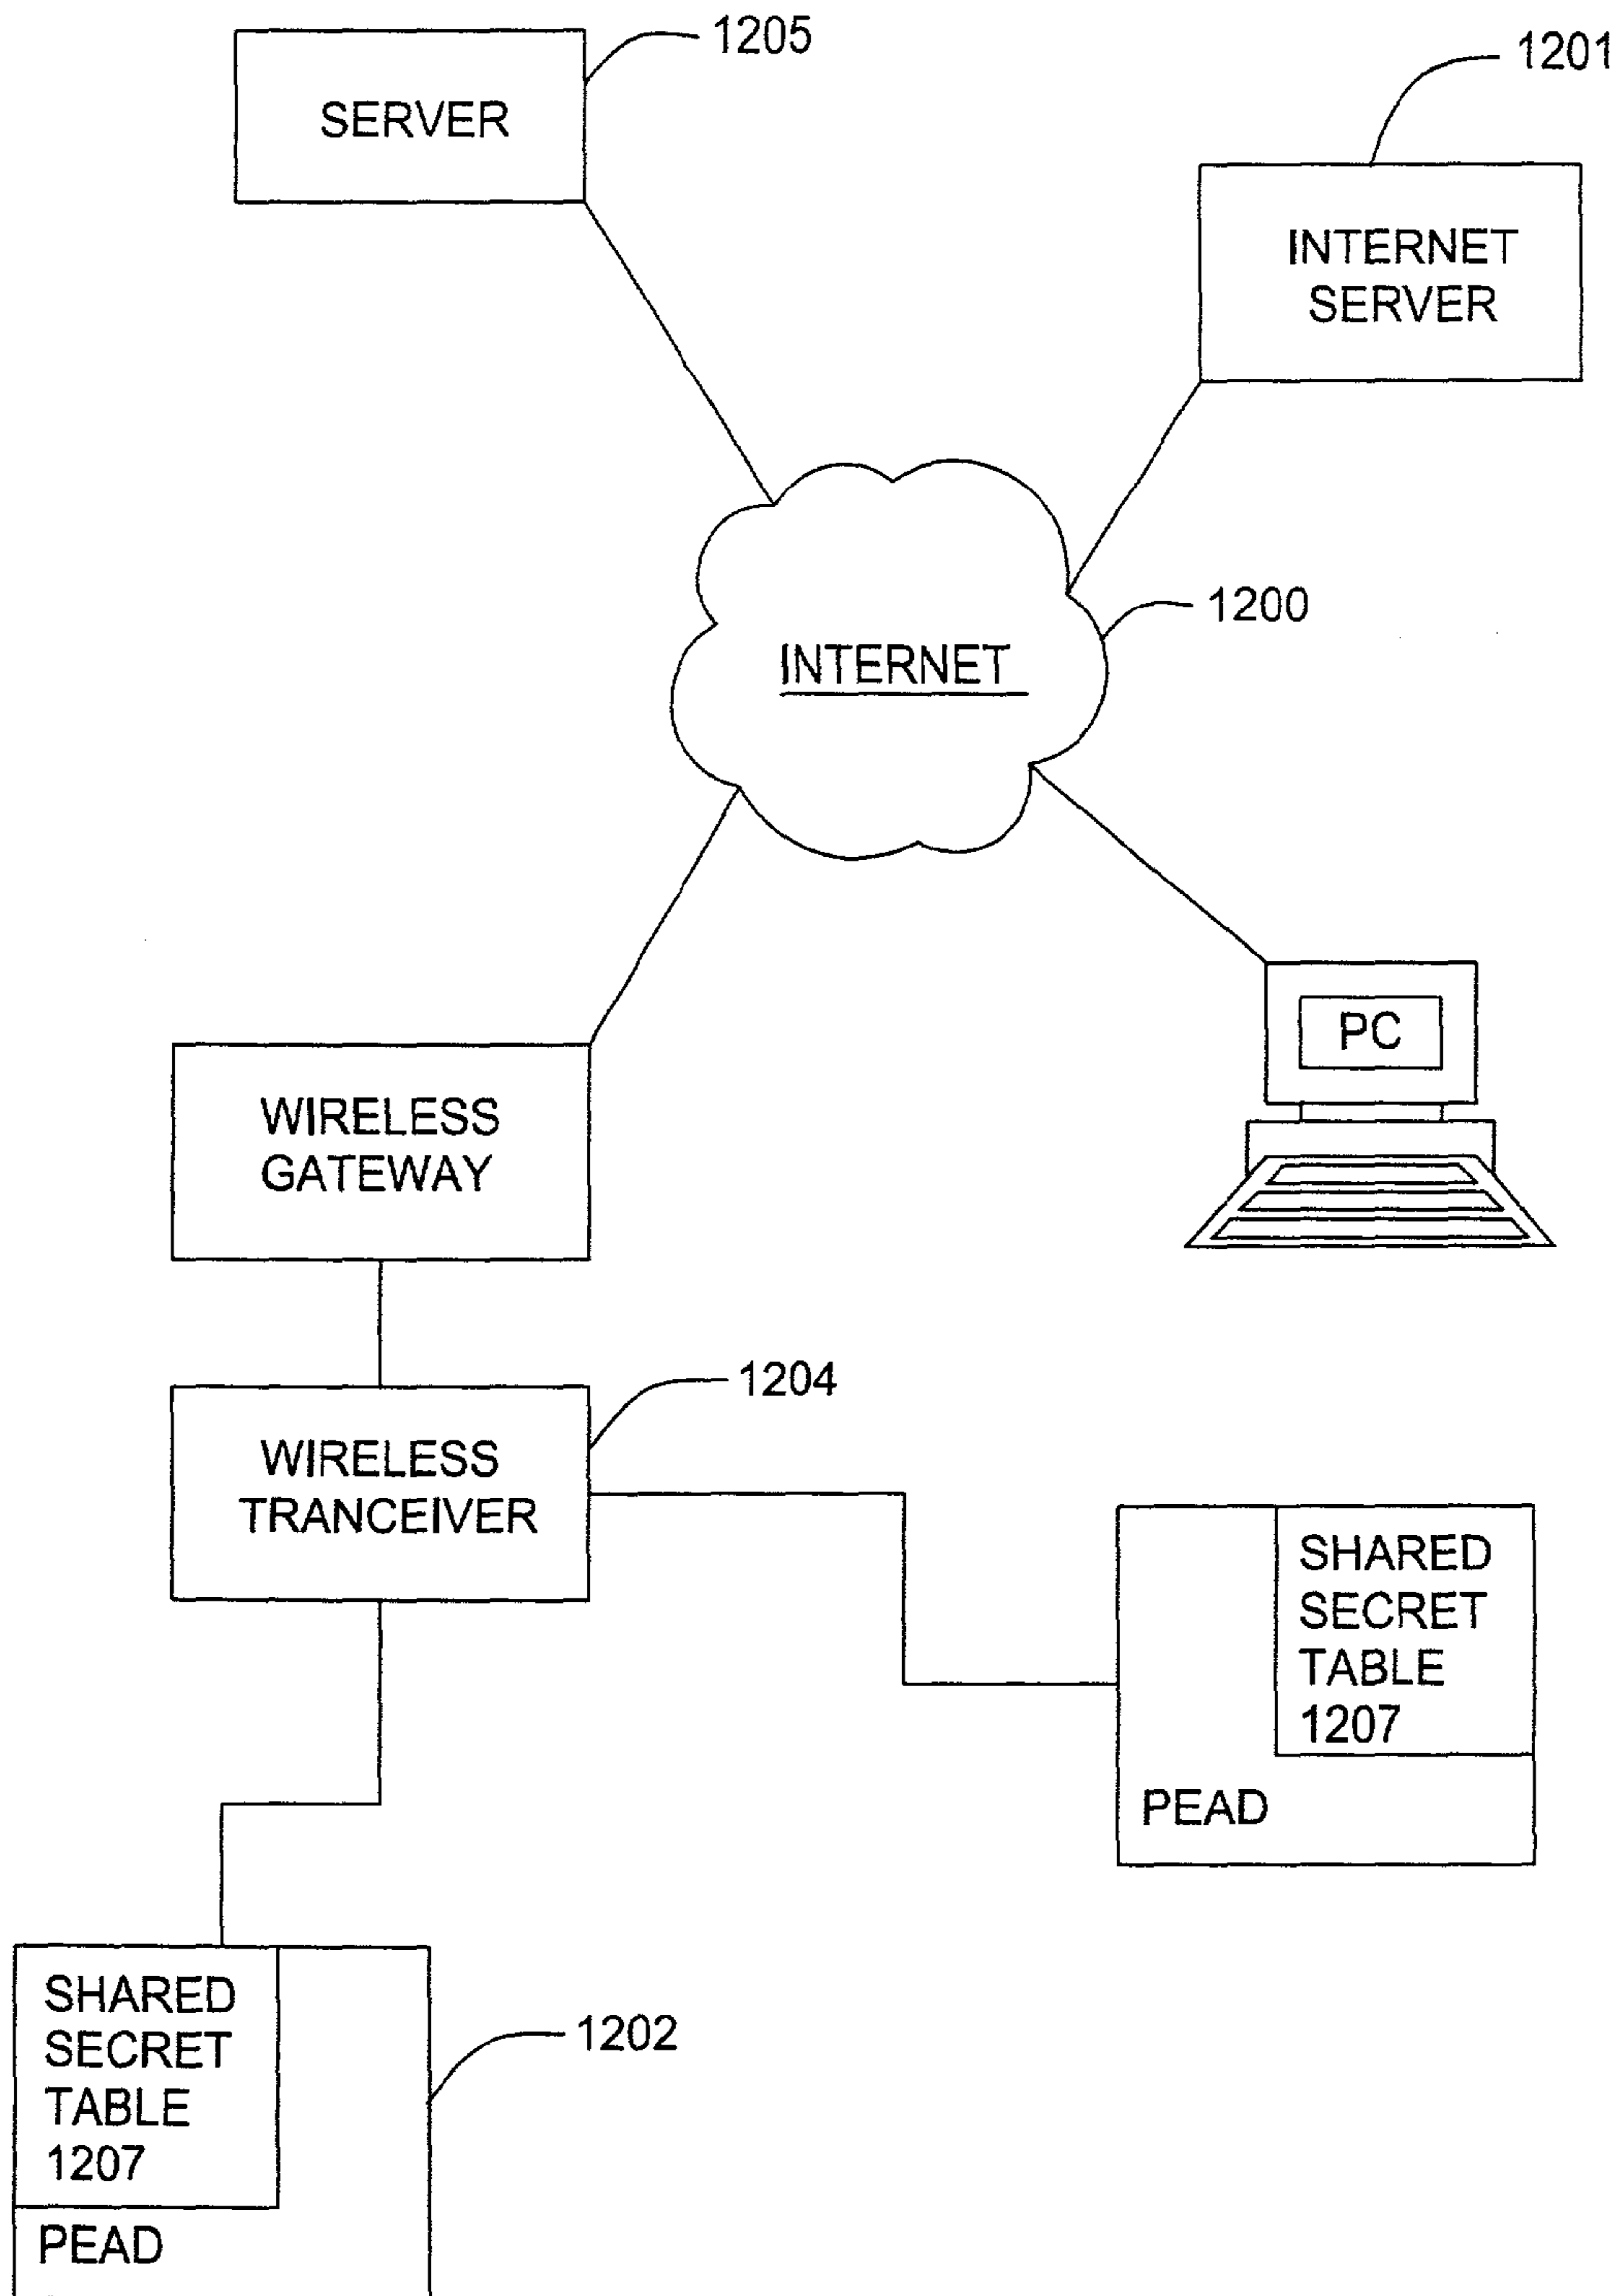 1205
SERVER
1201
INTERNET
SERVER
1200
INTERNET
PC
WIRELESS
GATEWAY
1204
WIRELESS
TRANCEIVER
SHARED
SECRET
TABLE
1207
PEAD
SHARED
SECRET
TABLE
1207
1202
PEAD